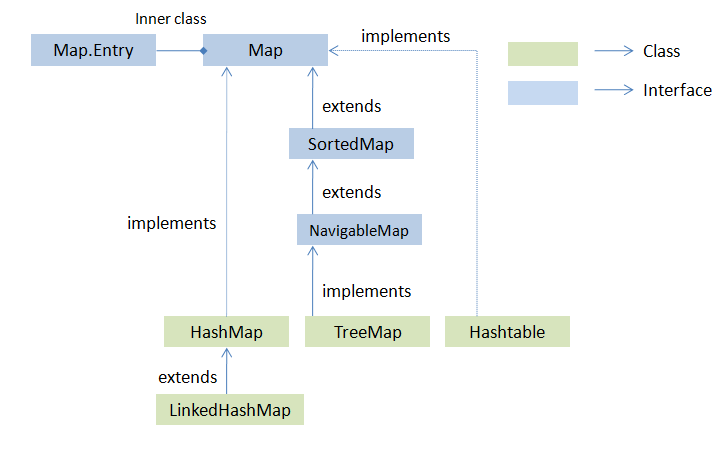 Inner class
Map.Entry
Map
implements
Class
Interface
extends
SortedMap
extends
NavigableMap
implements
implements
HashMap
TreeMap
Hashtable
extends
LinkedHashMap